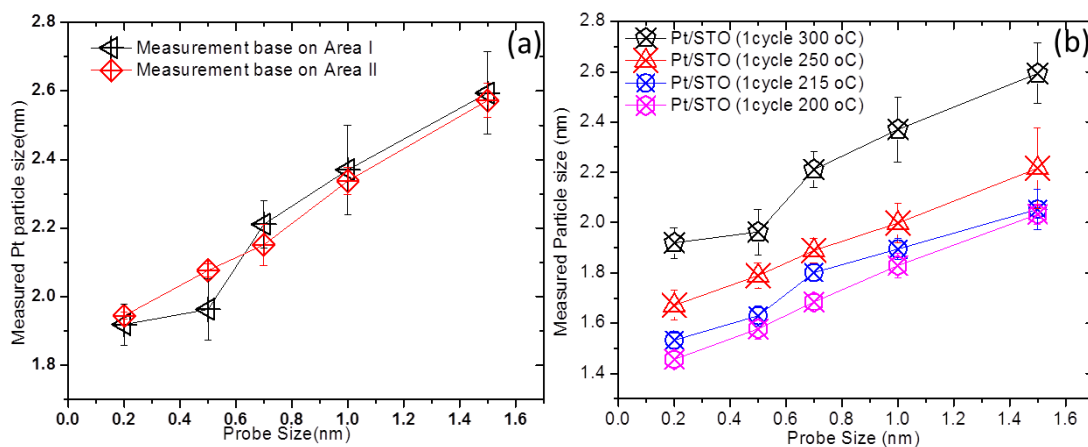 (a)
Measurement base on Area I
Measurement base on Area II
Measured Pt particle size(nm)
2.8
2.6
2.4
2.2
2.0
1.8
0.0 0.2 0.4 0.6 0.8 1.0 1.2 1.4 1.6
Probe Size(nm)
(b)
Pt/STO (1cycle 300 oC)
Pt/STO (1cycle 250 oC)
Pt/STO (1cycle 215 oC)
Pt/STO (1cycle 200 oC)
Measured Particle size (nm)
2.8
2.6
2.4
2.2
2.0
1.8
1.6
1.4
0.0 0.2 0.4 0.6 0.8 1.0 1.2 1.4 1.6
Probe Size (nm)